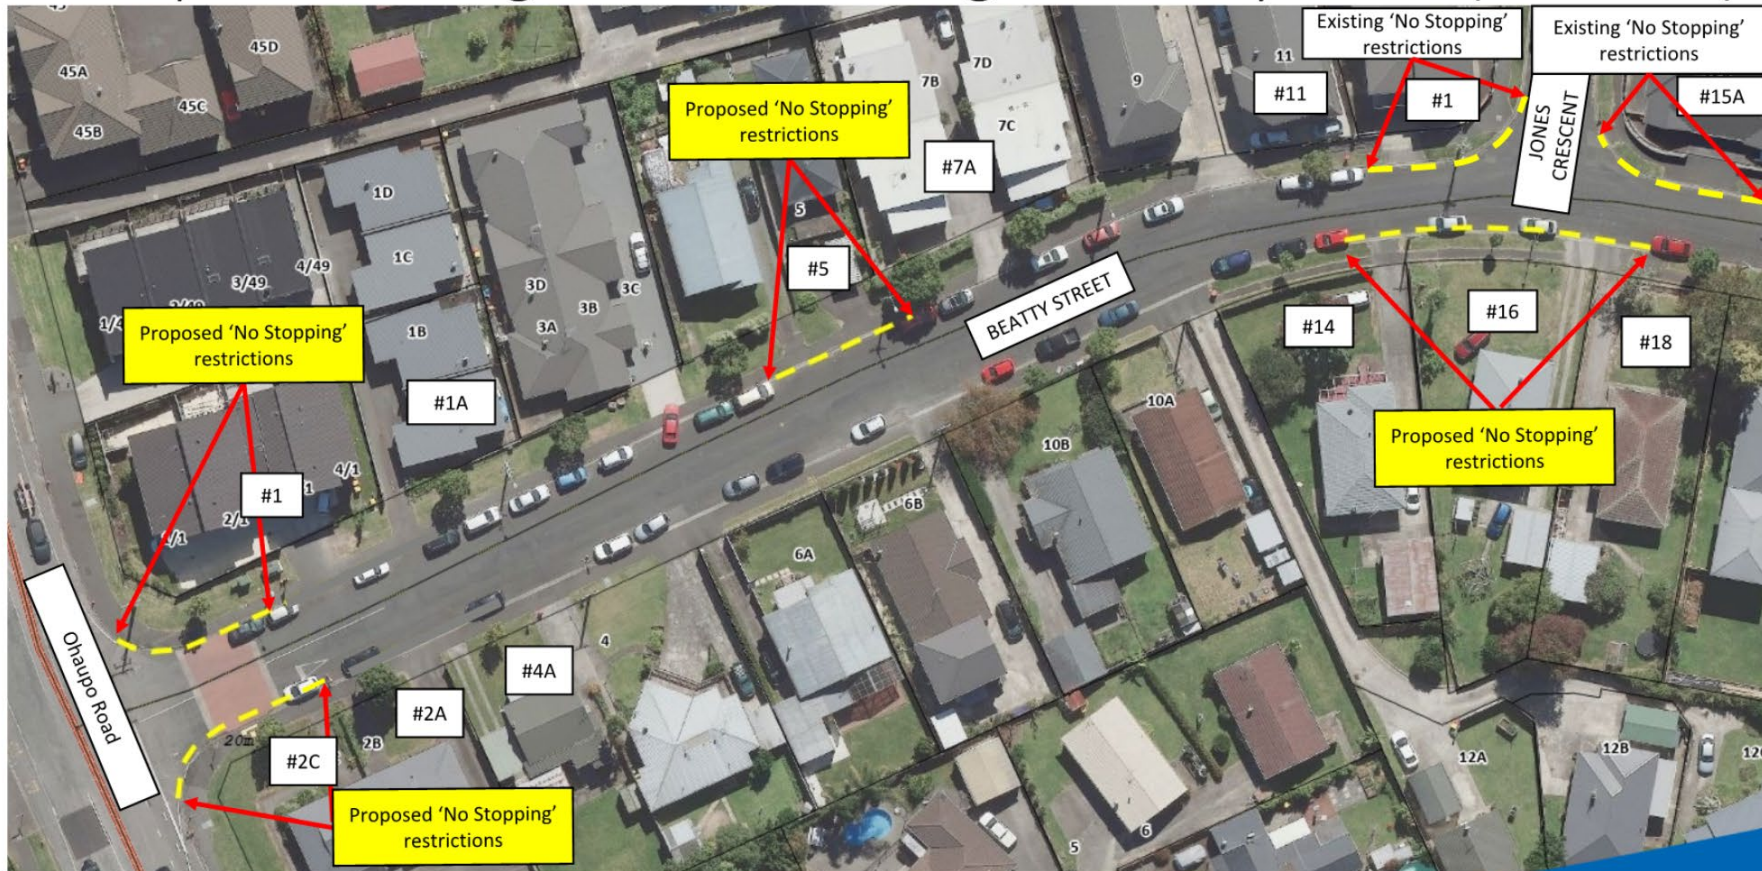 45A
45B
45C
45D
Existing ‘No Stopping’
restrictions
Existing ‘No Stopping’
restrictions
#11
11
#1
#15A
JONES
CRESCENT
9
7B
7D
7C
#7A
Proposed ‘No Stopping’
restrictions
5
#5
1D
1C
1B
#1A
3D
3B
3C
3A
3/49
4/49
Proposed ‘No Stopping’
restrictions
#1
4/1
2/1
BEATTY STREET
#14
#16
#18
Proposed ‘No Stopping’
restrictions
10A
10B
6B
6A
4
#4A
#2A
2B
#2C
20m
Ohaupo Road
Proposed ‘No Stopping’
restrictions
5
6
12A
12B